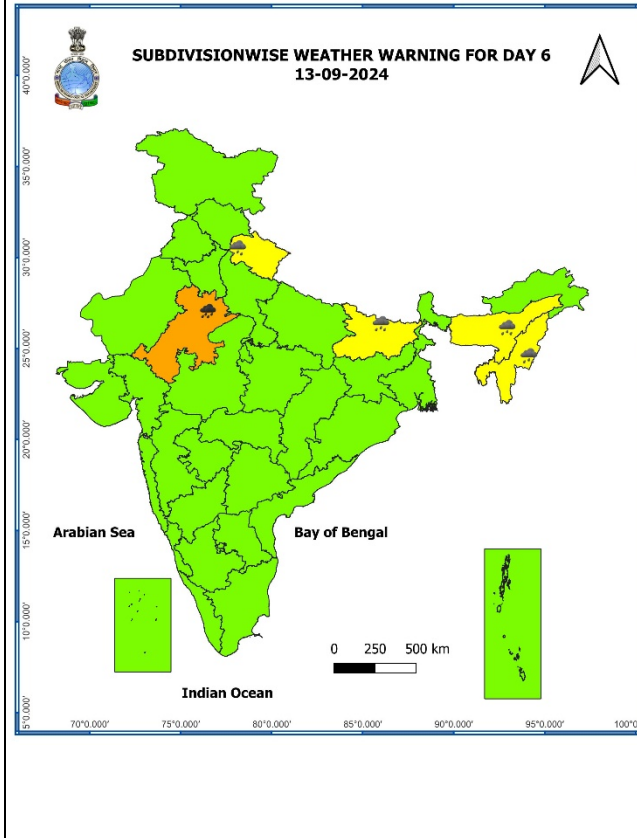 SUBDIVISIONWISE WEATHER WARNING FOR DAY 6
13-09-2024
40°0.000'
35°0.000'
30°0.000'
25°0.000'
20°0.000'
15°0.000'
10°0.000'
5°0.000'
Arabian Sea
Bay of Bengal
0 250 500 km
Indian Ocean
70°0.000' 75°0.000' 80°0.000' 85°0.000' 90°0.000' 95°0.000' 100°0